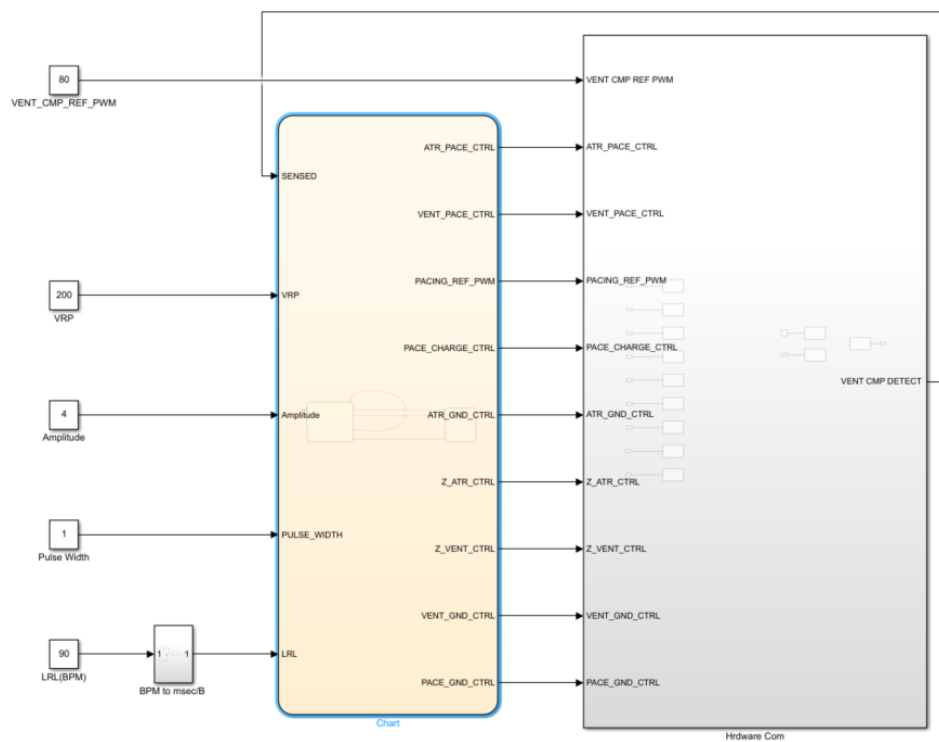 80
VENT_CMP_REF_PWM
200
VRP
4
Amplitude
1
Pulse Width
90
LRL(BPM)
1 1
BPM to msec/B
SENSED
VRP
Amplitude
PULSE_WIDTH
LRL
ATR_PACE_CTRL
VENT_PACE_CTRL
PACING_REF_PWM
PACE_CHARGE_CTRL
ATR_GND_CTRL
Z_ATR_CTRL
Z_VENT_CTRL
VENT_GND_CTRL
PACE_GND_CTRL
Chart
VENT CMP REF PWM
ATR_PACE_CTRL
VENT_PACE_CTRL
PACING_REF_PWM
PACE_CHARGE_CTRL
ATR_GND_CTRL
Z_ATR_CTRL
Z_VENT_CTRL
VENT_GND_CTRL
PACE_GND_CTRL
VENT CMP DETECT
Hrdware Com